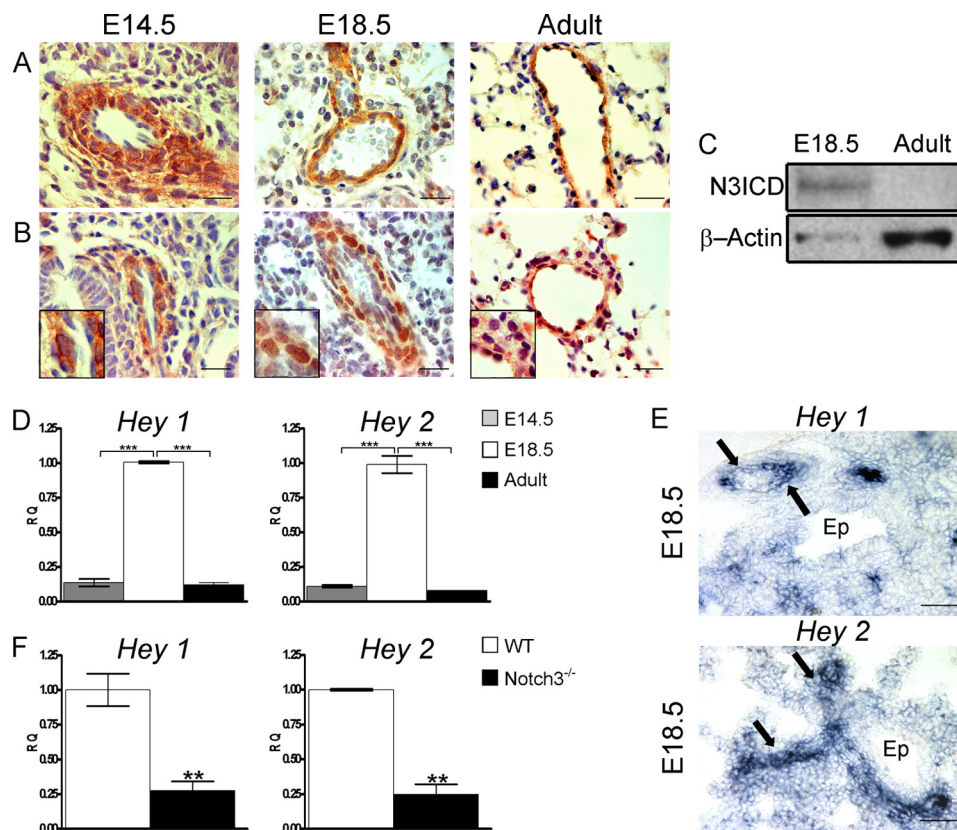 E14.5 E18.5 Adult
A
B
C
E18.5 Adult
N3ICD
β–Actin
D
Hey 1
1.25
1.00
0.75
0.50
0.25
0.00
RQ
*** ***
Hey 2
1.25
1.00
0.75
0.50
0.25
0.00
RQ
*** ***
E14.5
E18.5
Adult
E
Hey 1
E18.5
Ep
Hey 2
E18.5
Ep
F
Hey 1
1.25
1.00
0.75
0.50
0.25
0.00
RQ
**
Hey 2
1.25
1.00
0.75
0.50
0.25
0.00
RQ
**
WT
Notch3-/-